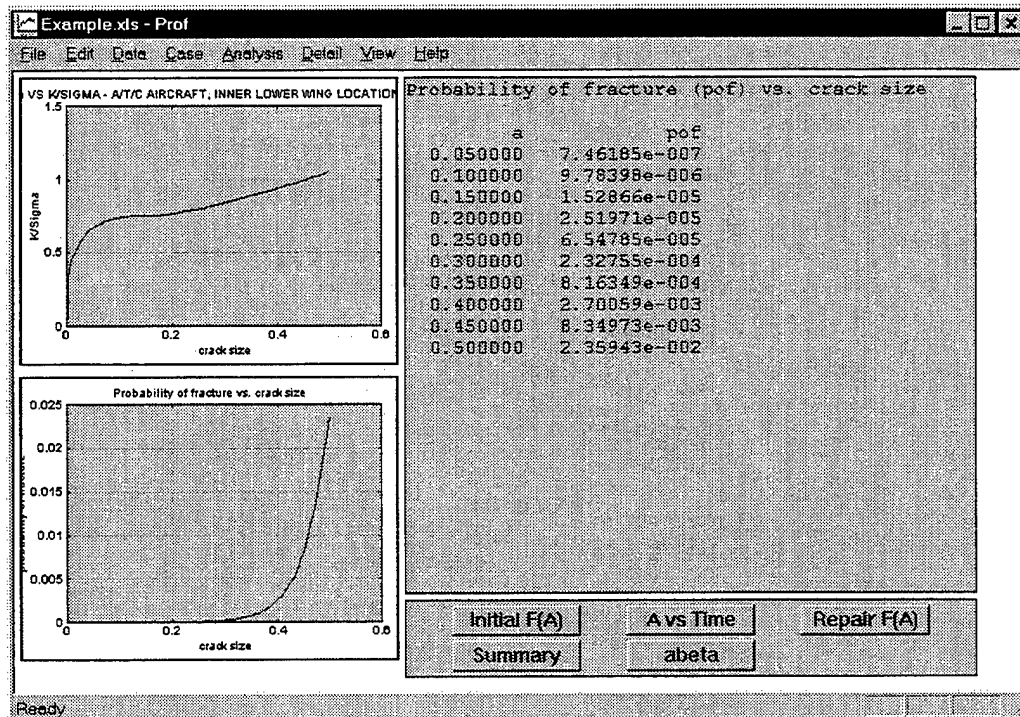 Example.xls - Prof
File Edit Data Case Analysis Detail View Help
VS K/SIGMA - A/T/C AIRCRAFT, INNER LOWER WING LOCATION
1.5
1
0.5
0
K/Sigma
0 0.2 0.4 0.6
crack size
Probability of fracture vs. crack size
0.025
0.02
0.015
0.01
0.005
0
0 0.2 0.4 0.6
crack size
Probability of fracture (pof) vs. crack size
a pof
0.050000 7.46185e-007
0.100000 9.78398e-006
0.150000 1.52866e-005
0.200000 2.51971e-005
0.250000 6.54785e-005
0.300000 2.32755e-004
0.350000 8.16349e-004
0.400000 2.70059e-003
0.450000 8.34973e-003
0.500000 2.35943e-002
Initial F(A) A vs Time Repair F(A)
Summary abeta
Ready